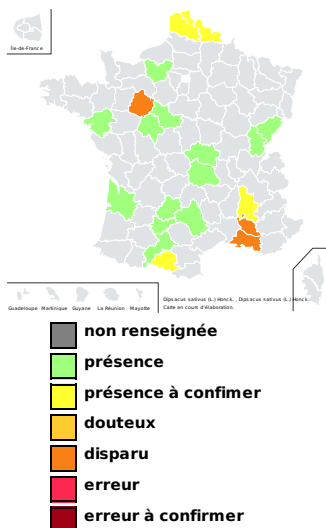 Île-de-France
Guadeloupe Martinique Guyane La Réunion Mayotte
Dipsacus sativus (L.) Honck. , Dipsacus sativus (L.) Honck.
Carte en cours d'élaboration.
non renseignée
présence
présence à confimer
douteux
disparu
erreur
erreur à confirmer